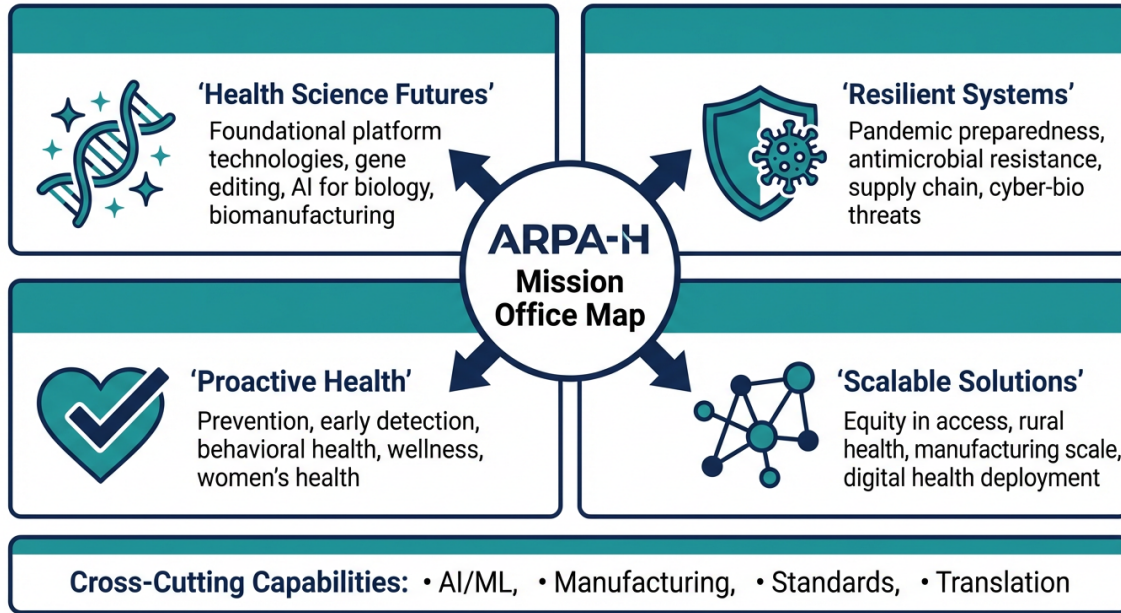 ‘Health Science Futures’
Foundational platform
technologies, gene
editing, AI for biology,
biomanufacturing
‘Resilient Systems’
Pandemic preparedness,
antimicrobial resistance,
supply chain, cyber-bio
threats
ARPA-H
Mission
Office Map
‘Proactive Health’
Prevention, early detection,
behavioral health, wellness,
women’s health
‘Scalable Solutions’
Equity in access, rural
health, manufacturing scale,
digital health deployment
Cross-Cutting Capabilities: • AI/ML, • Manufacturing, • Standards, • Translation